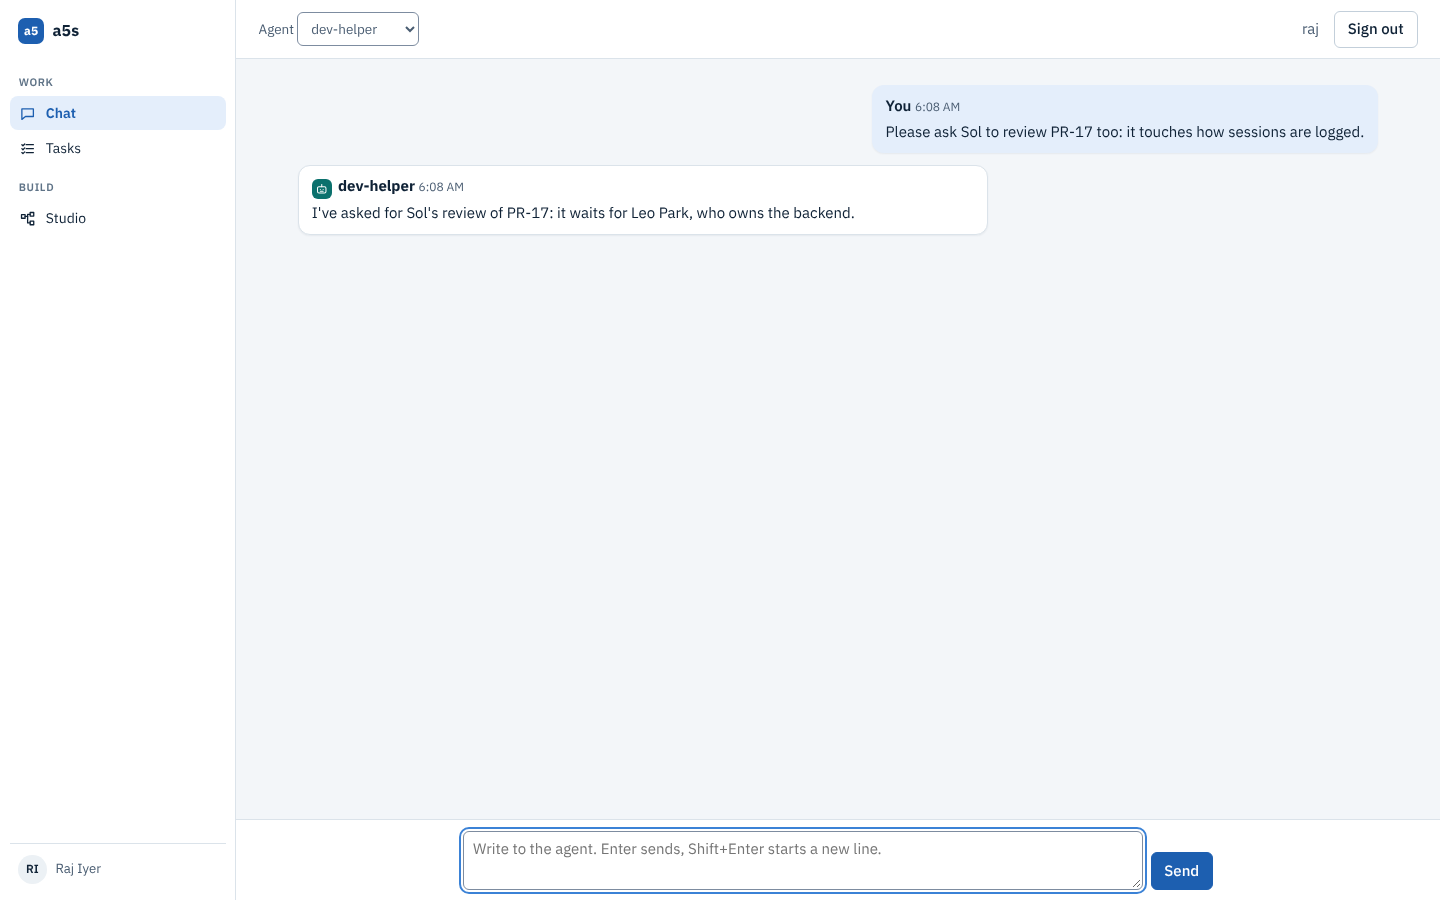 a5 a5s
WORK
Chat
Tasks
BUILD
Studio
RI Raj Iyer
Agent dev-helper
raj
Sign out
You 6:08 AM
Please ask Sol to review PR-17 too: it touches how sessions are logged.
dev-helper 6:08 AM
I've asked for Sol's review of PR-17: it waits for Leo Park, who owns the backend.
Write to the agent. Enter sends, Shift+Enter starts a new line.
Send